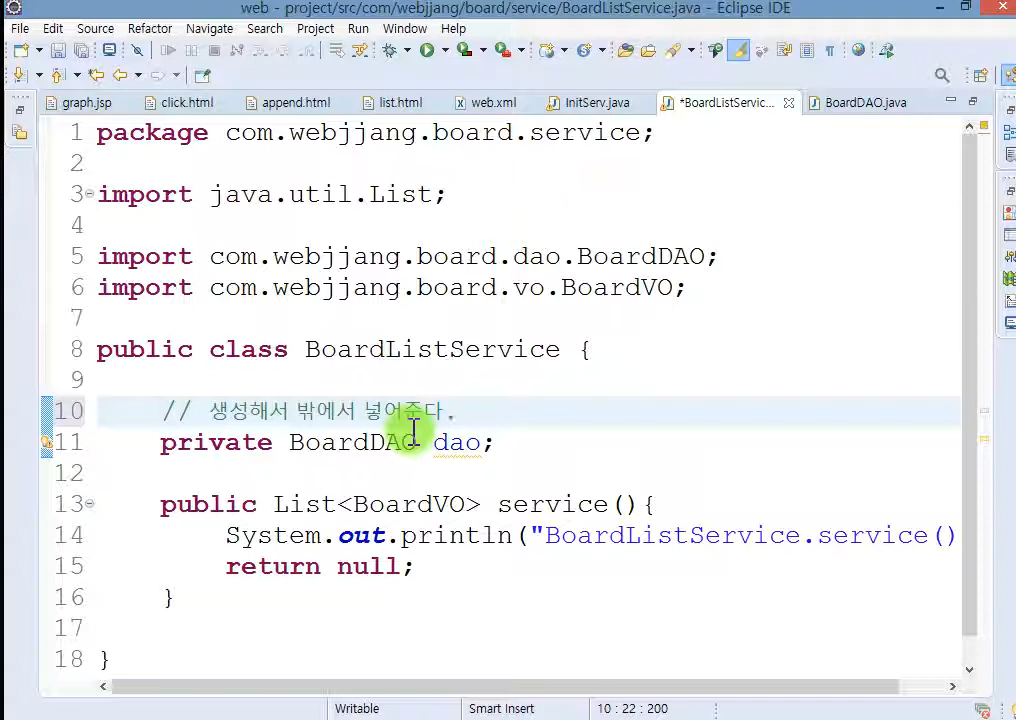 web - project/src/com/webjjang/board/service/BoardListService.java - Eclipse IDE
File Edit Source Refactor Navigate Search Project Run Window Help
graph.jsp click.html append.html list.html web.xml InitServ.java *BoardListServic... BoardDAO.java
1 package com.webjjang.board.service;
2
3 import java.util.List;
4
5 import com.webjjang.board.dao.BoardDAO;
6 import com.webjjang.board.vo.BoardVO;
7
8 public class BoardListService {
9
10 // 생성해서 밖에서 넣어준다.
11 private BoardDAO dao;
12
13 public List<BoardVO> service(){
14 System.out.println("BoardListService.service()
15 return null;
16 }
17
18 }
Writable Smart Insert 10 : 22 : 200